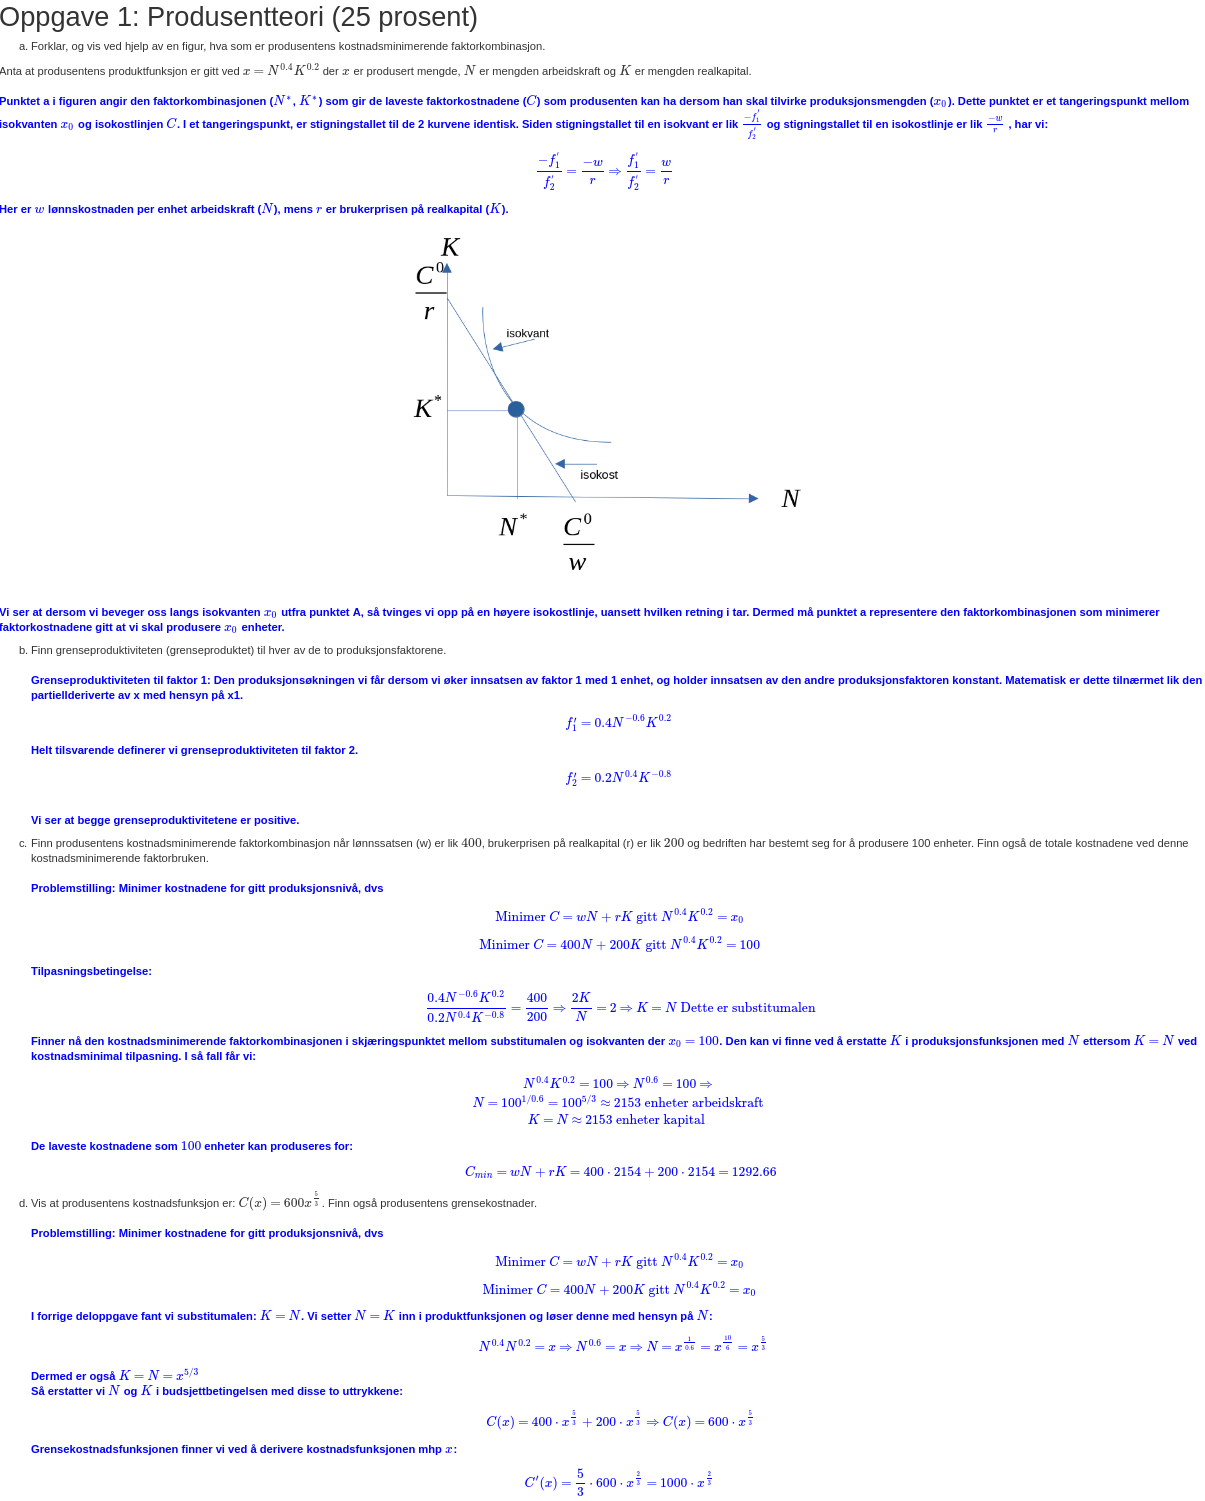 Oppgave 1: Produsentteori (25 prosent)
a. Forklar, og vis ved hjelp av en figur, hva som er produsentens kostnadsminimerende faktorkombinasjon.
Anta at produsentens produktfunksjon er gitt ved $x = N^{0.4}K^{0.2}$ der $x$ er produsert mengde, $N$ er mengden arbeidskraft og $K$ er mengden realkapital.
Punktet a i figuren angir den faktorkombinasjonen ($N^*$, $K^*$) som gir de laveste faktorkostnadene ($C$) som produsenten kan ha dersom han skal tilvirke produksjonsmengden ($x_0$). Dette punktet er et tangeringspunkt mellom
isokvanten $x_0$ og isokostlinjen $C$. I et tangeringspunkt, er stigningstallet til de 2 kurvene identisk. Siden stigningstallet til en isokvant er lik $\frac{-f_1'}{f_2'}$ og stigningstallet til en isokostlinje er lik $\frac{-w}{r}$ , har vi:
$\frac{-f_1'}{f_2'} = \frac{-w}{r} \Rightarrow \frac{f_1'}{f_2'} = \frac{w}{r}$
Her er $w$ lønnskostnaden per enhet arbeidskraft ($N$), mens $r$ er brukerprisen på realkapital ($K$).
$K$
$\frac{C^0}{r}$
isokvant
$K^*$
isokost
$N$
$N^*$
$\frac{C^0}{w}$
Vi ser at dersom vi beveger oss langs isokvanten $x_0$ utfra punktet A, så tvinges vi opp på en høyere isokostlinje, uansett hvilken retning i tar. Dermed må punktet a representere den faktorkombinasjonen som minimerer
faktorkostnadene gitt at vi skal produsere $x_0$ enheter.
b. Finn grenseproduktiviteten (grenseproduktet) til hver av de to produksjonsfaktorene.
Grenseproduktiviteten til faktor 1: Den produksjonsøkningen vi får dersom vi øker innsatsen av faktor 1 med 1 enhet, og holder innsatsen av den andre produksjonsfaktoren konstant. Matematisk er dette tilnærmet lik den
partiellderiverte av x med hensyn på x1.
$f_1' = 0.4N^{-0.6}K^{0.2}$
Helt tilsvarende definerer vi grenseproduktiviteten til faktor 2.
$f_2' = 0.2N^{0.4}K^{-0.8}$
Vi ser at begge grenseproduktivitetene er positive.
c. Finn produsentens kostnadsminimerende faktorkombinasjon når lønnssatsen (w) er lik $400$, brukerprisen på realkapital (r) er lik $200$ og bedriften har bestemt seg for å produsere 100 enheter. Finn også de totale kostnadene ved denne
kostnadsminimerende faktorbruken.
Problemstilling: Minimer kostnadene for gitt produksjonsnivå, dvs
Minimer $C = wN + rK$ gitt $N^{0.4}K^{0.2} = x_0$
Minimer $C = 400N + 200K$ gitt $N^{0.4}K^{0.2} = 100$
Tilpasningsbetingelse:
$\frac{0.4N^{-0.6}K^{0.2}}{0.2N^{0.4}K^{-0.8}} = \frac{400}{200} \Rightarrow \frac{2K}{N} = 2 \Rightarrow K = N$ Dette er substitumalen
Finner nå den kostnadsminimerende faktorkombinasjonen i skjæringspunktet mellom substitumalen og isokvanten der $x_0 = 100$. Den kan vi finne ved å erstatte $K$ i produksjonsfunksjonen med $N$ ettersom $K = N$ ved
kostnadsminimal tilpasning. I så fall får vi:
$N^{0.4}K^{0.2} = 100 \Rightarrow N^{0.6} = 100 \Rightarrow$
$N = 100^{1/0.6} = 100^{5/3} \approx 2153$ enheter arbeidskraft
$K = N \approx 2153$ enheter kapital
De laveste kostnadene som $100$ enheter kan produseres for:
$C_{min} = wN + rK = 400 \cdot 2154 + 200 \cdot 2154 = 1292.66$
d. Vis at produsentens kostnadsfunksjon er: $C(x) = 600x^{\frac{5}{3}}$. Finn også produsentens grensekostnader.
Problemstilling: Minimer kostnadene for gitt produksjonsnivå, dvs
Minimer $C = wN + rK$ gitt $N^{0.4}K^{0.2} = x_0$
Minimer $C = 400N + 200K$ gitt $N^{0.4}K^{0.2} = x_0$
I forrige deloppgave fant vi substitumalen: $K = N$. Vi setter $N = K$ inn i produktfunksjonen og løser denne med hensyn på $N$:
$N^{0.4}N^{0.2} = x \Rightarrow N^{0.6} = x \Rightarrow N = x^{\frac{1}{0.6}} = x^{\frac{10}{6}} = x^{\frac{5}{3}}$
Dermed er også $K = N = x^{5/3}$
Så erstatter vi $N$ og $K$ i budsjettbetingelsen med disse to uttrykkene:
$C(x) = 400 \cdot x^{\frac{5}{3}} + 200 \cdot x^{\frac{5}{3}} \Rightarrow C(x) = 600 \cdot x^{\frac{5}{3}}$
Grensekostnadsfunksjonen finner vi ved å derivere kostnadsfunksjonen mhp $x$:
$C'(x) = \frac{5}{3} \cdot 600 \cdot x^{\frac{2}{3}} = 1000 \cdot x^{\frac{2}{3}}$